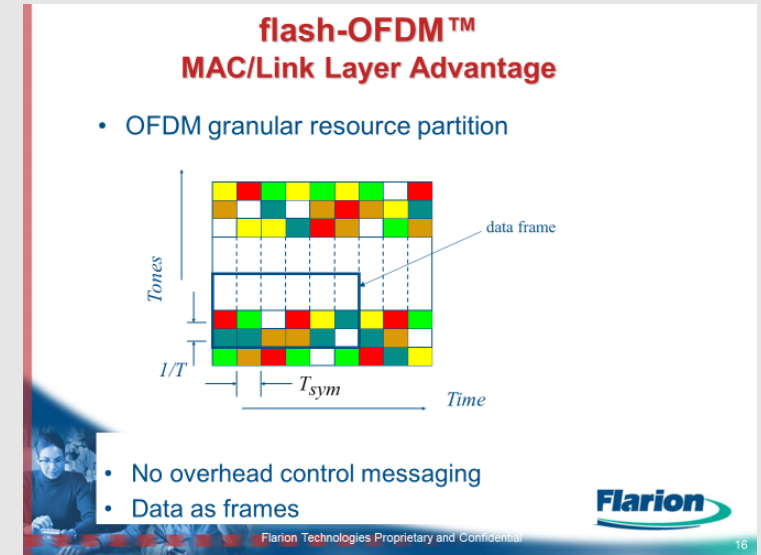 flash-OFDM™
MAC/Link Layer Advantage
• OFDM granular resource partition
data frame
Tones
1/T
Tsym
Time
• No overhead control messaging
• Data as frames
Flarion
Flarion Technologies Proprietary and Confidential
16